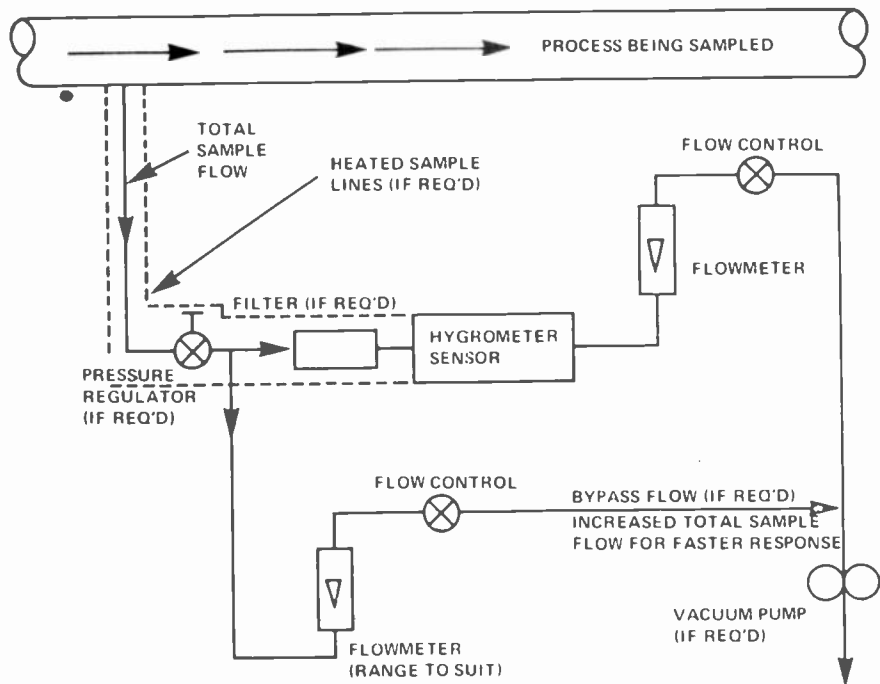 PROCESS BEING SAMPLED
TOTAL
SAMPLE
FLOW
HEATED SAMPLE
LINES (IF REQ'D)
FLOW CONTROL
FLOWMETER
FILTER (IF REQ'D)
HYGROMETER
SENSOR
PRESSURE
REGULATOR
(IF REQ'D)
FLOW CONTROL
BYPASS FLOW (IF REQ'D)
INCREASED TOTAL SAMPLE
FLOW FOR FASTER RESPONSE
VACUUM PUMP
(IF REQ'D)
FLOWMETER
(RANGE TO SUIT)